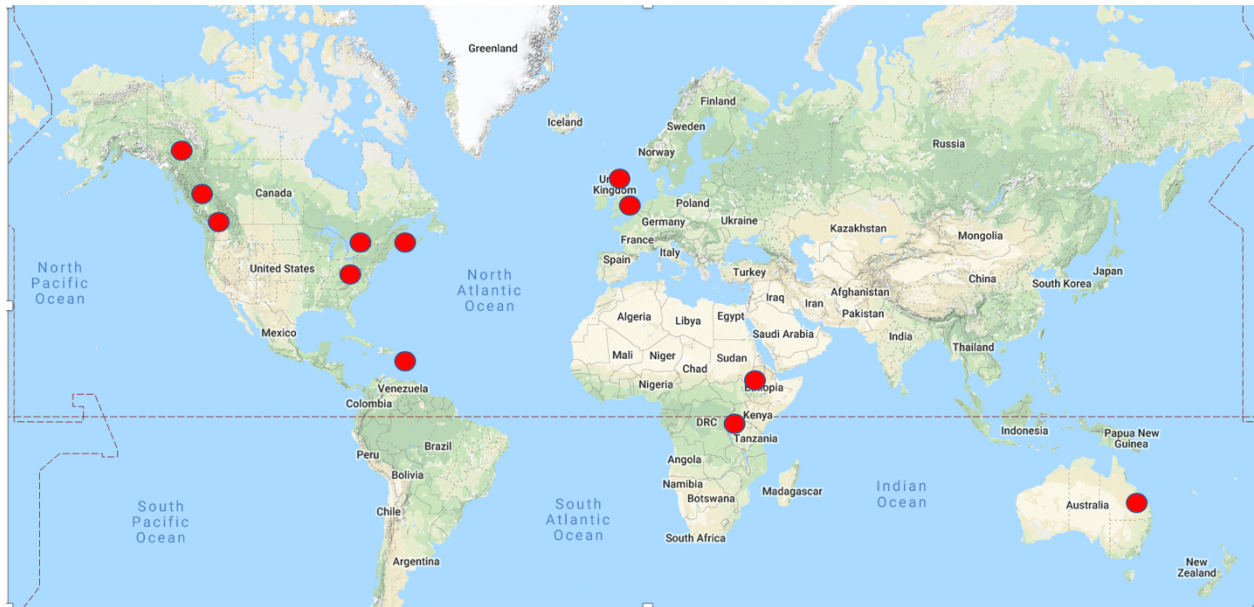 Greenland
Iceland
Finland
Sweden
Norway
Russia
Canada
Kingdom
Poland
Germany
Ukraine
Kazakhstan
Mongolia
France
Italy
Spain
Turkey
North
Pacific
Ocean
United States
North
Atlantic
Ocean
China
Japan
South Korea
Afghanistan
Iraq
Iran
Pakistan
Algeria
Libya
Egypt
Saudi Arabia
India
Mexico
Mali
Niger
Chad
Sudan
Thailand
Nigeria
Ethiopia
Venezuela
Colombia
DRC
Kenya
Tanzania
Indonesia
Papua New
Guinea
Brazil
Peru
Bolivia
Angola
Namibia
Botswana
Madagascar
Indian
Ocean
South
Pacific
Ocean
Chile
South
Atlantic
Ocean
Australia
South Africa
Argentina
New
Zealand